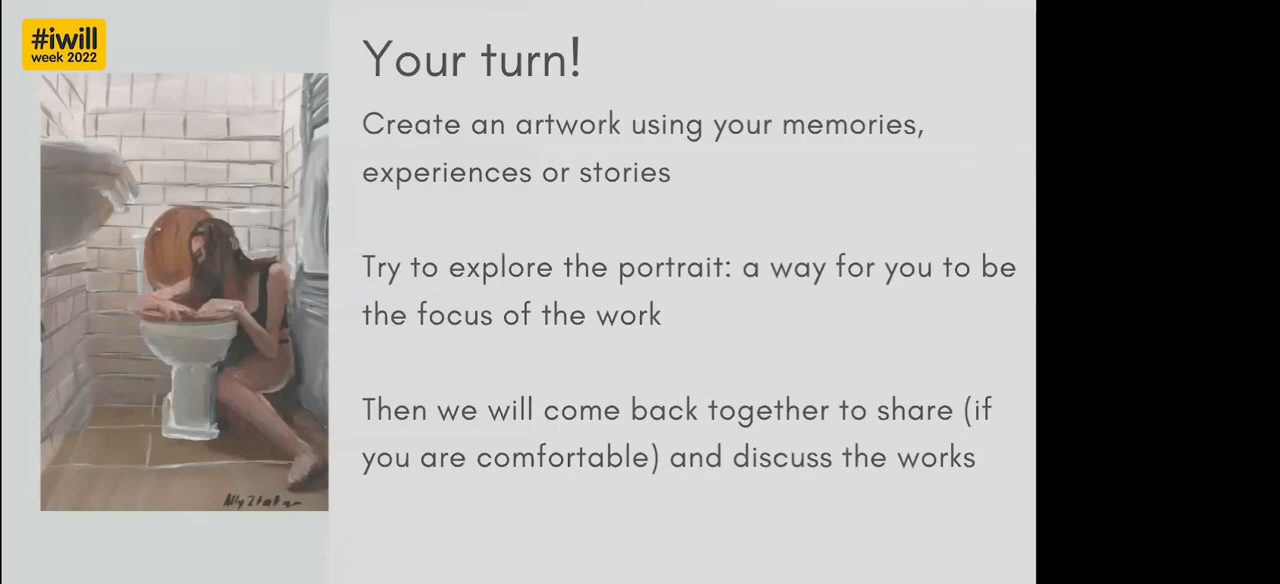 #iwill
week 2022
Your turn!
Create an artwork using your memories,
experiences or stories
Try to explore the portrait: a way for you to be
the focus of the work
Then we will come back together to share (if
you are comfortable) and discuss the works